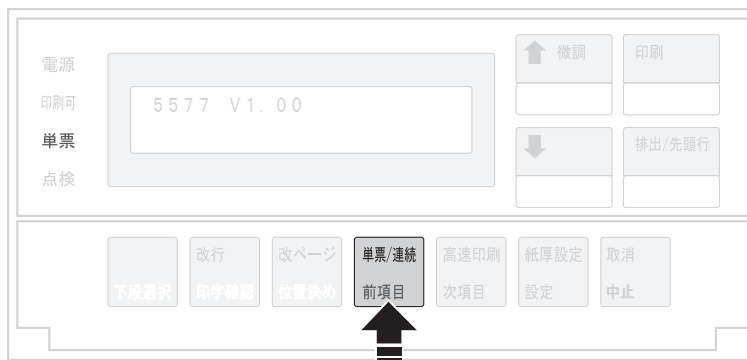 電源
印刷可
単票
点検
5577 V1.00
微調
印刷
排出/先頭行
下段選択
改行
印字確認
改ページ
位置決め
単票/連続
前項目
高速印刷
次項目
紙厚設定
設定
取消
中止